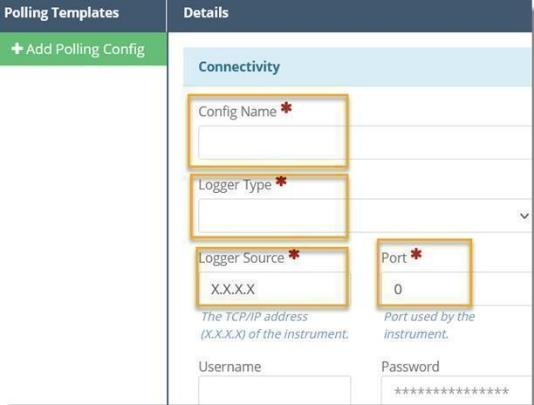 Polling Templates
Details
+ Add Polling Config
Connectivity
Config Name *
Logger Type *
Logger Source *
Port *
X.X.X.X
0
The TCP/IP address
(X.X.X.X) of the instrument.
Port used by the
instrument.
Username
Password
***************